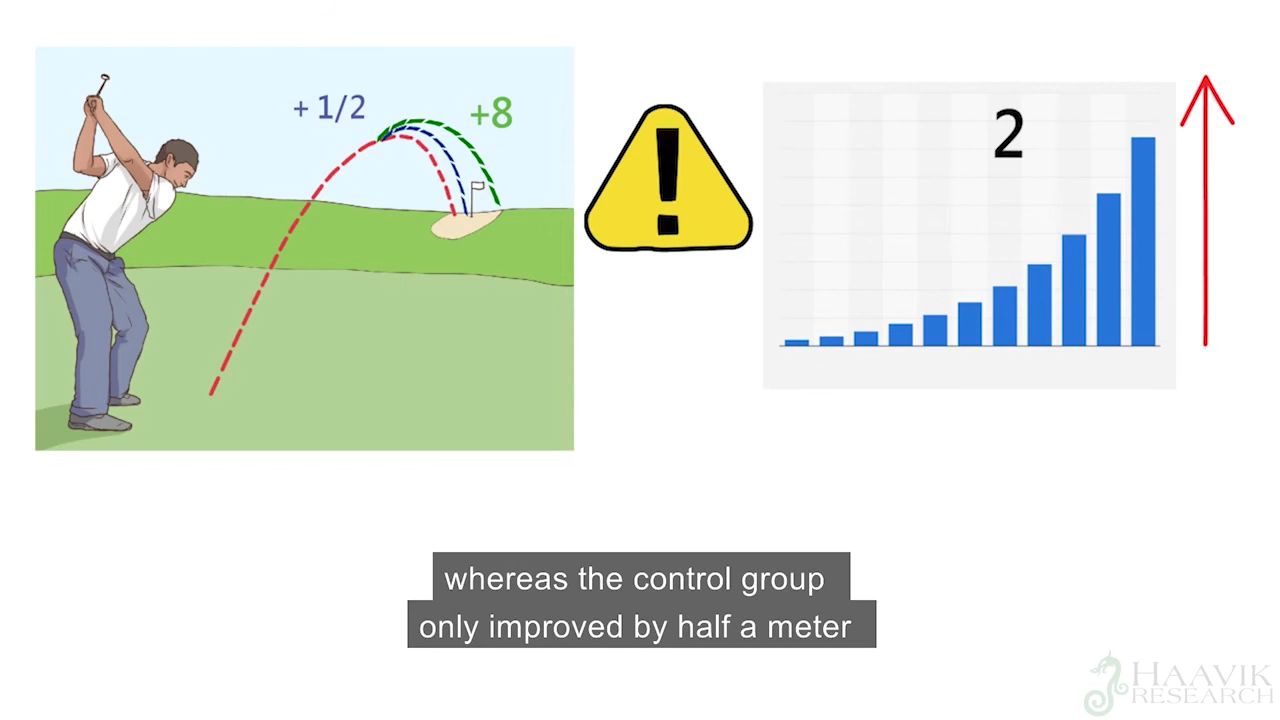 + 1/2
+8
!
2
whereas the control group
only improved by half a meter
HAAVIK
RESEARCH